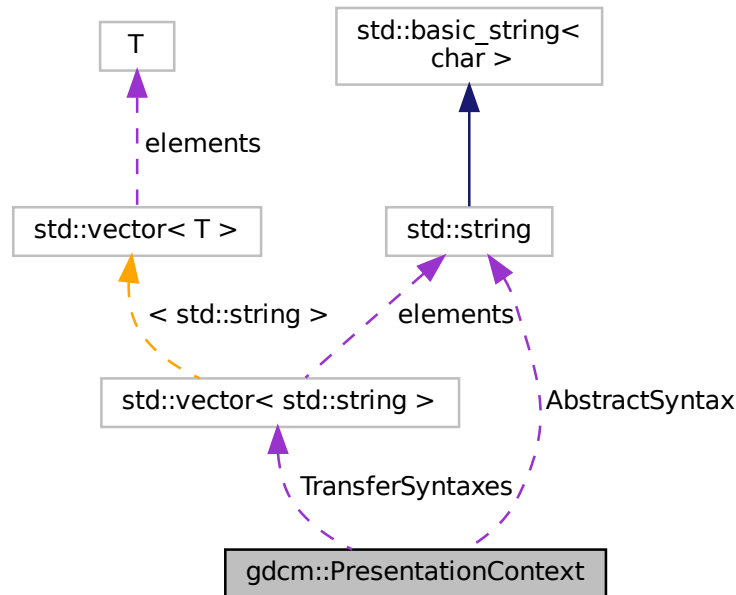 T
std::basic_string<
char >
elements
std::vector< T >
std::string
< std::string >
elements
std::vector< std::string >
AbstractSyntax
TransferSyntaxes
gdcm::PresentationContext